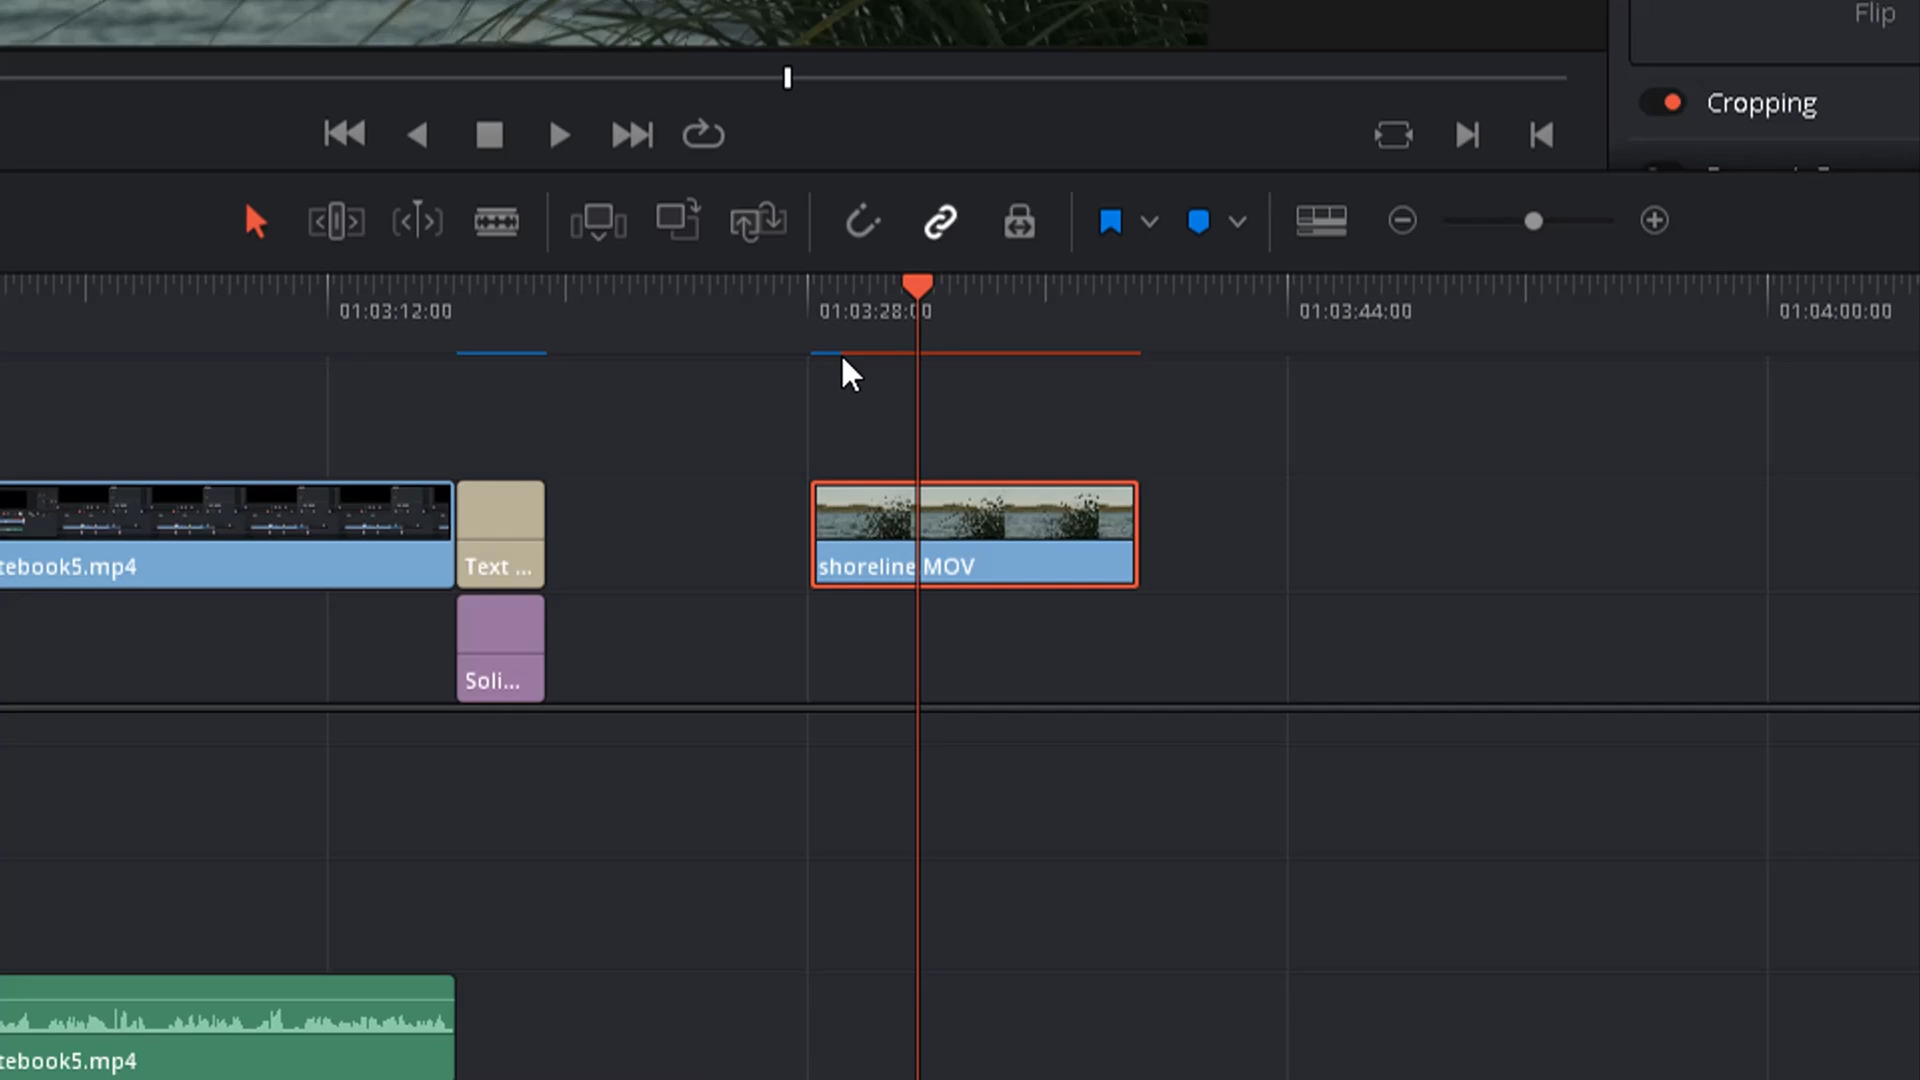 Flip
Cropping
01:03:12:00
01:03:28:00
01:03:44:00
01:04:00:00
tebook5.mp4
Text ...
shoreline.MOV
Soli...
tebook5.mp4